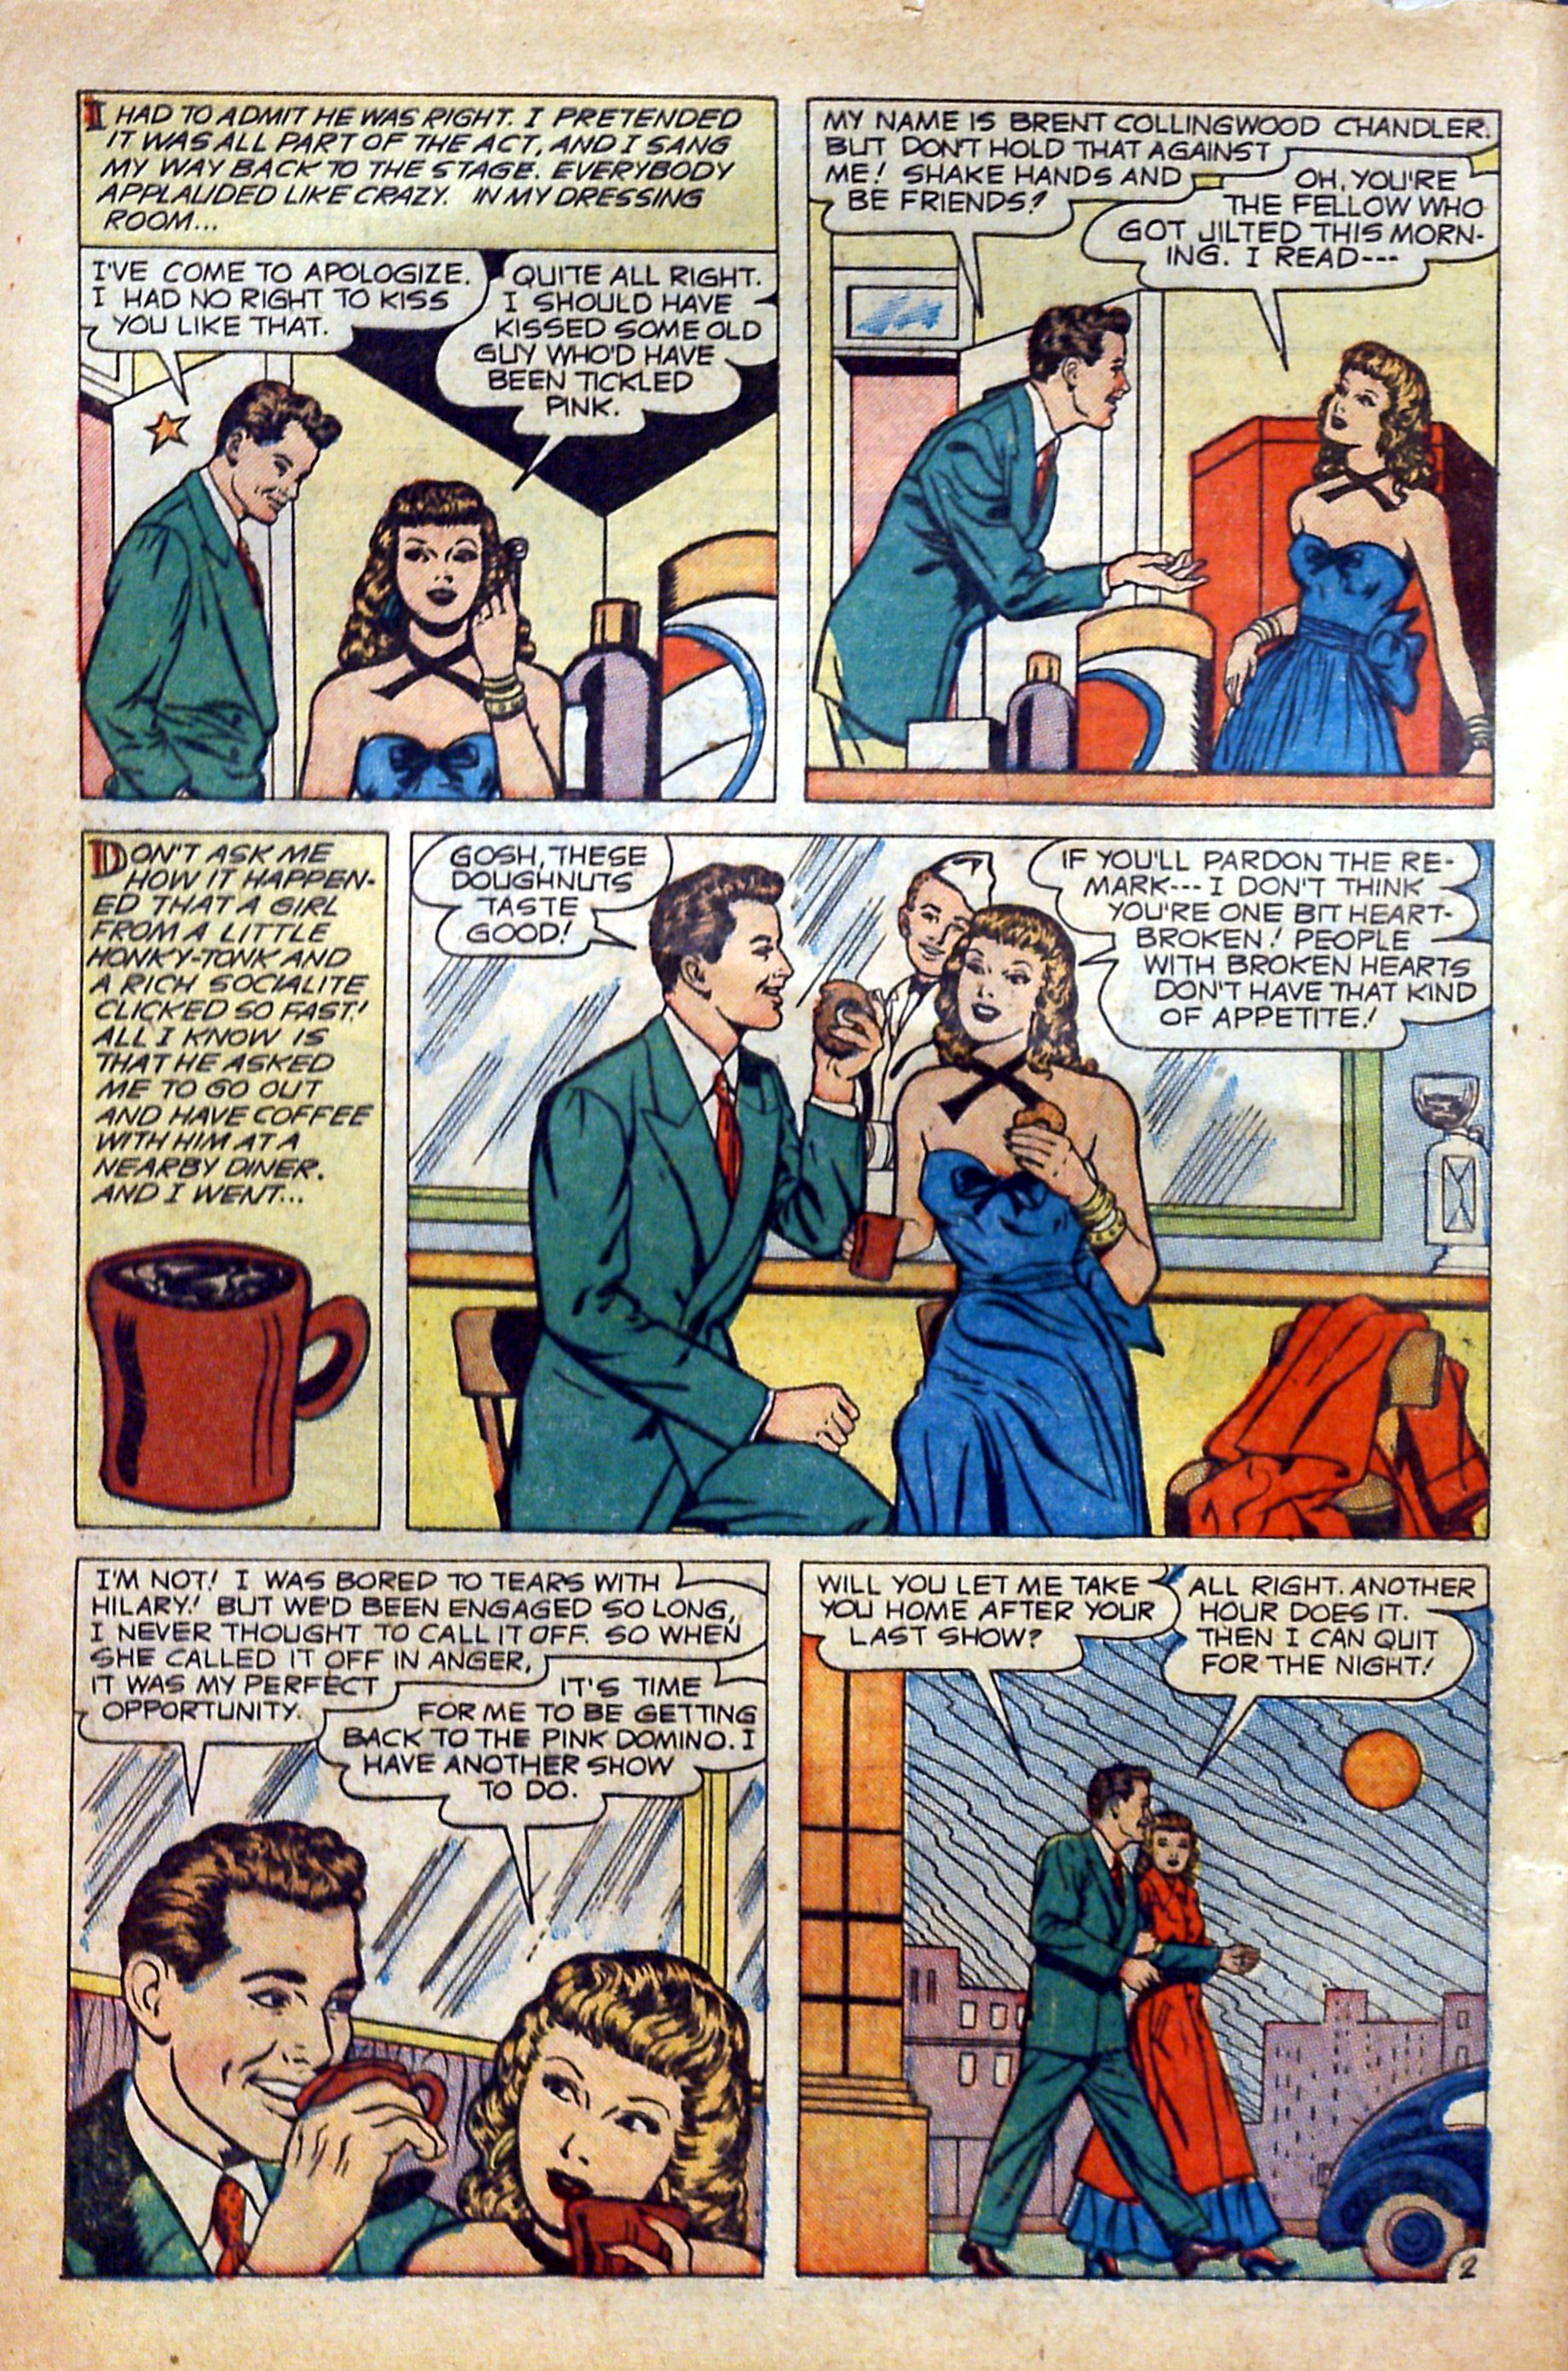 I HAD TO ADMIT HE WAS RIGHT. I PRETENDED
IT WAS ALL PART OF THE ACT, AND I SANG
MY WAY BACK TO THE STAGE. EVERYBODY
APPLAUDED LIKE CRAZY. IN MY DRESSING
ROOM...
I'VE COME TO APOLOGIZE.
I HAD NO RIGHT TO KISS
YOU LIKE THAT.
QUITE ALL RIGHT.
I SHOULD HAVE
KISSED SOME OLD
GUY WHO'D HAVE
BEEN TICKLED
PINK.
MY NAME IS BRENT COLLINGWOOD CHANDLER.
BUT DON'T HOLD THAT AGAINST
ME! SHAKE HANDS AND
BE FRIENDS?
OH, YOU'RE
THE FELLOW WHO
GOT JILTED THIS MORN-
ING. I READ---
DON'T ASK ME
HOW IT HAPPEN-
ED THAT A GIRL
FROM A LITTLE
HONKY-TONK AND
A RICH SOCIALITE
CLICKED SO FAST!
ALL I KNOW IS
THAT HE ASKED
ME TO GO OUT
AND HAVE COFFEE
WITH HIM AT A
NEARBY DINER.
AND I WENT...
GOSH, THESE
DOUGHNUTS
TASTE
GOOD!
IF YOU'LL PARDON THE RE-
MARK--- I DON'T THINK
YOU'RE ONE BIT HEART-
BROKEN! PEOPLE
WITH BROKEN HEARTS
DON'T HAVE THAT KIND
OF APPETITE!
I'M NOT! I WAS BORED TO TEARS WITH
HILARY! BUT WE'D BEEN ENGAGED SO LONG,
I NEVER THOUGHT TO CALL IT OFF. SO WHEN
SHE CALLED IT OFF IN ANGER,
IT WAS MY PERFECT
OPPORTUNITY.
IT'S TIME
FOR ME TO BE GETTING
BACK TO THE PINK DOMINO. I
HAVE ANOTHER SHOW
TO DO.
WILL YOU LET ME TAKE
YOU HOME AFTER YOUR
LAST SHOW?
ALL RIGHT. ANOTHER
HOUR DOES IT.
THEN I CAN QUIT
FOR THE NIGHT!
2